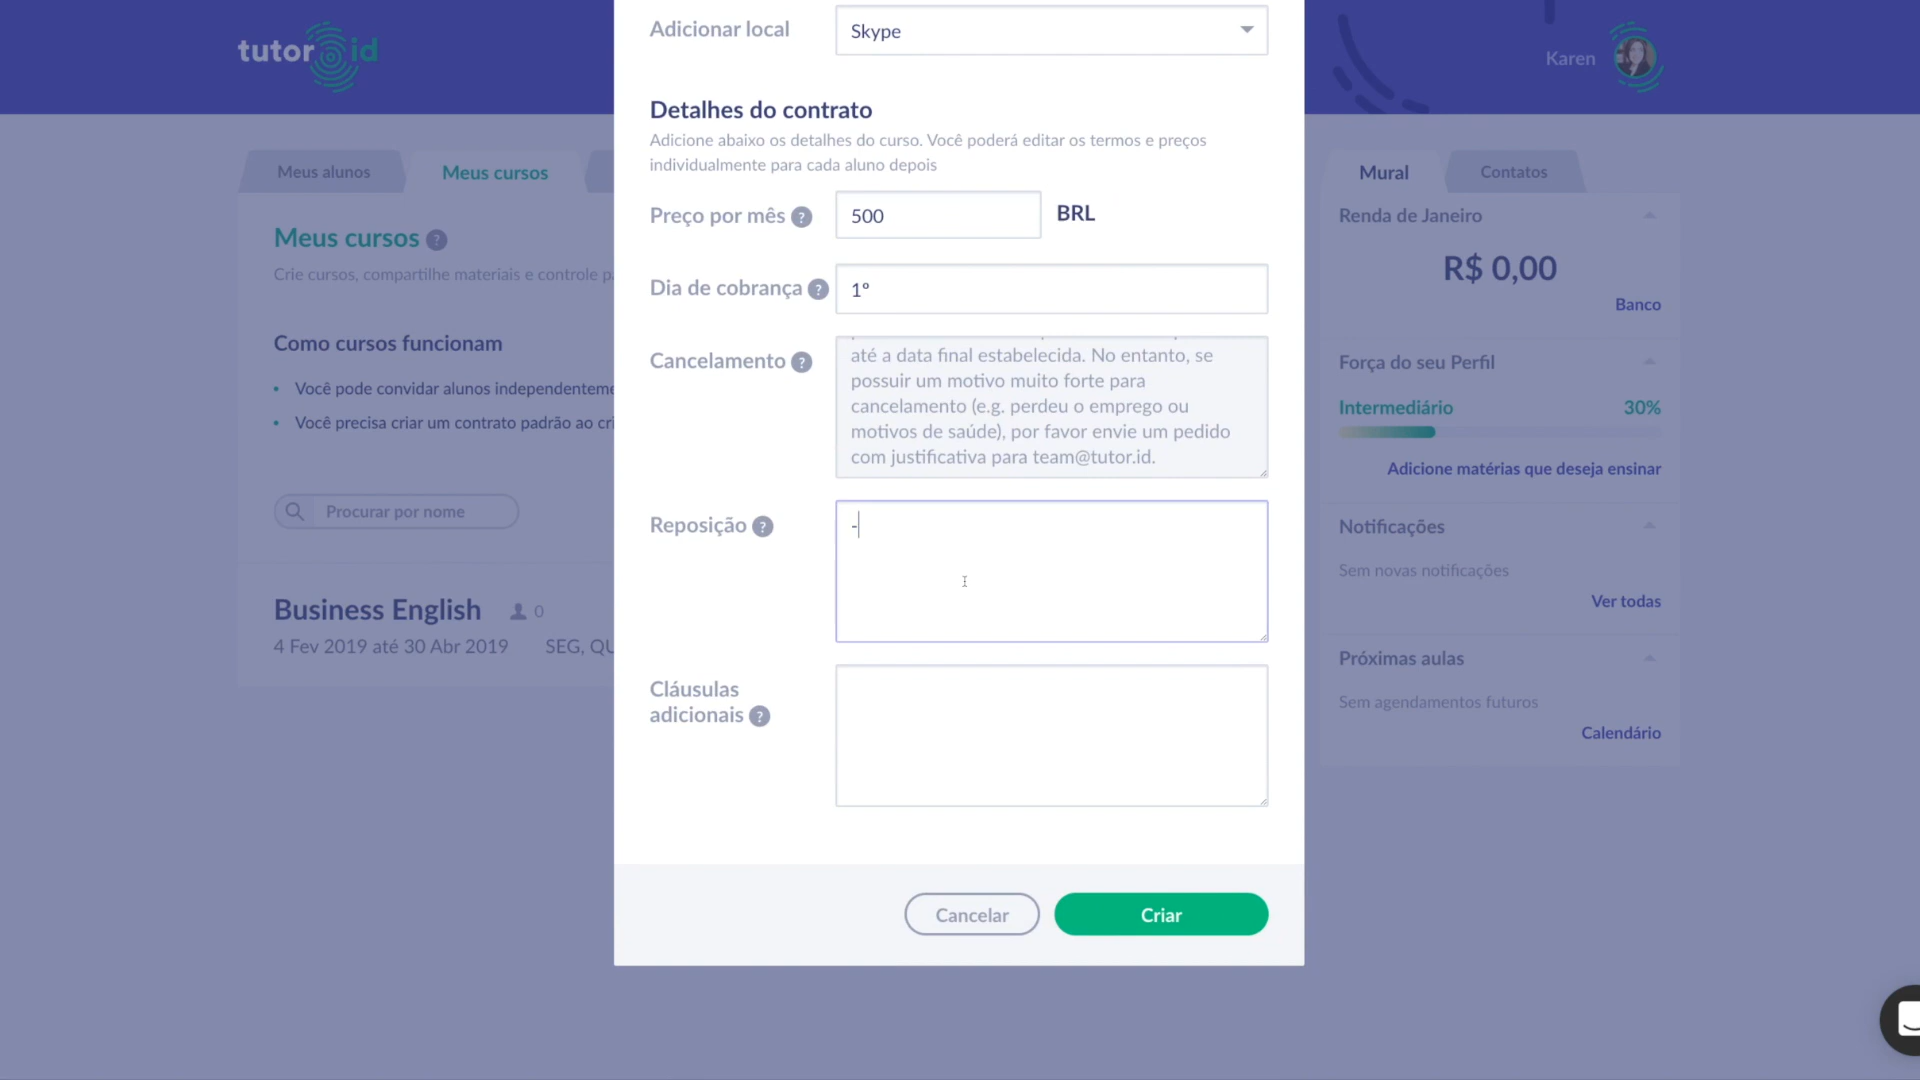 Adicionar local
Skype
tutor id
Karen
Detalhes do contrato
Adicione abaixo os detalhes do curso. Você poderá editar os termos e preços
individualmente para cada aluno depois
Meus alunos
Meus cursos
Mural
Contatos
Preço por mês ?
500
BRL
Renda de Janeiro
Meus cursos ?
R$ 0,00
Crie cursos, compartilhe materiais e controle
Dia de cobrança ?
1º
Banco
Como cursos funcionam
Cancelamento ?
até a data final estabelecida. No entanto, se
possuir um motivo muito forte para
cancelamento (e.g. perdeu o emprego ou
motivos de saúde), por favor envie um pedido
com justificativa para team@tutor.id.
Força do seu Perfil
Você pode convidar alunos independenteme
Intermediário
30%
Você precisa criar um contrato padrão ao cri
Adicione matérias que deseja ensinar
Procurar por nome
Reposição ?
-
Notificações
Sem novas notificações
Ver todas
Business English
0
4 Fev 2019 até 30 Abr 2019
SEG, QU
Próximas aulas
Cláusulas
adicionais ?
Sem agendamentos futuros
Calendário
Cancelar
Criar